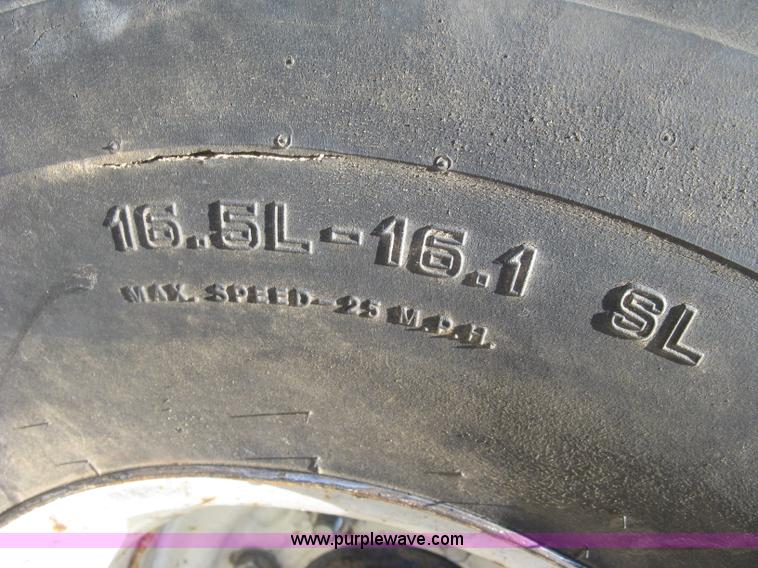 16.5L-16.1 SL
MAX. SPEED-25 M.P.H.
www.purplewave.com